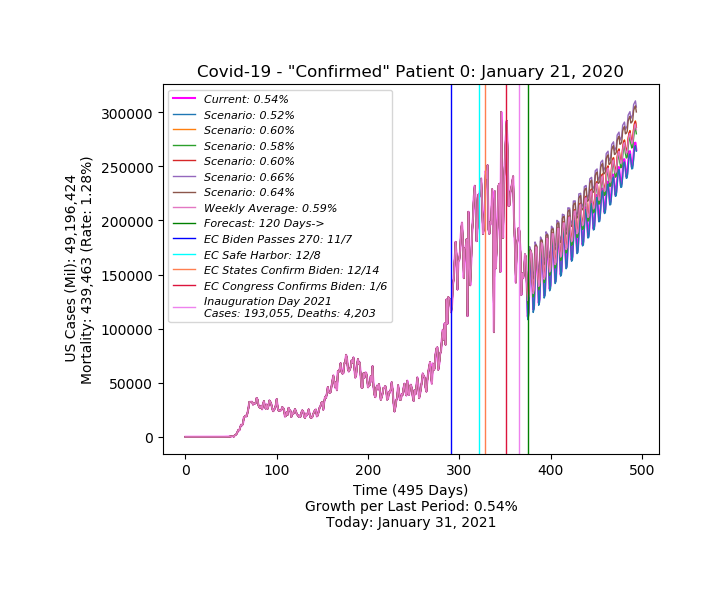 Covid-19 - "Confirmed" Patient 0: January 21, 2020
US Cases (Mil): 49,196,424
Mortality: 439,463 (Rate: 1.28%)
300000
250000
200000
150000
100000
50000
0
Current: 0.54%
Scenario: 0.52%
Scenario: 0.60%
Scenario: 0.58%
Scenario: 0.60%
Scenario: 0.66%
Scenario: 0.64%
Weekly Average: 0.59%
Forecast: 120 Days->
EC Biden Passes 270: 11/7
EC Safe Harbor: 12/8
EC States Confirm Biden: 12/14
EC Congress Confirms Biden: 1/6
Inauguration Day 2021
Cases: 193,055, Deaths: 4,203
0 100 200 300 400 500
Time (495 Days)
Growth per Last Period: 0.54%
Today: January 31, 2021